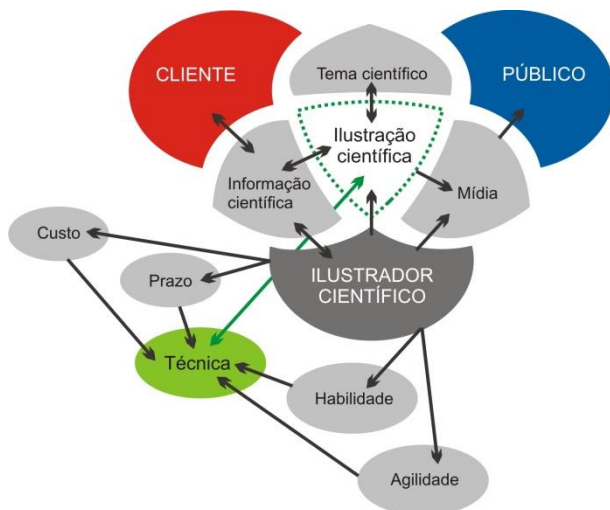 CLIENTE
PÚBLICO
Tema científico
Ilustração
científica
Informação
científica
Mídia
Custo
Prazo
ILUSTRADOR
CIENTÍFICO
Técnica
Habilidade
Agilidade